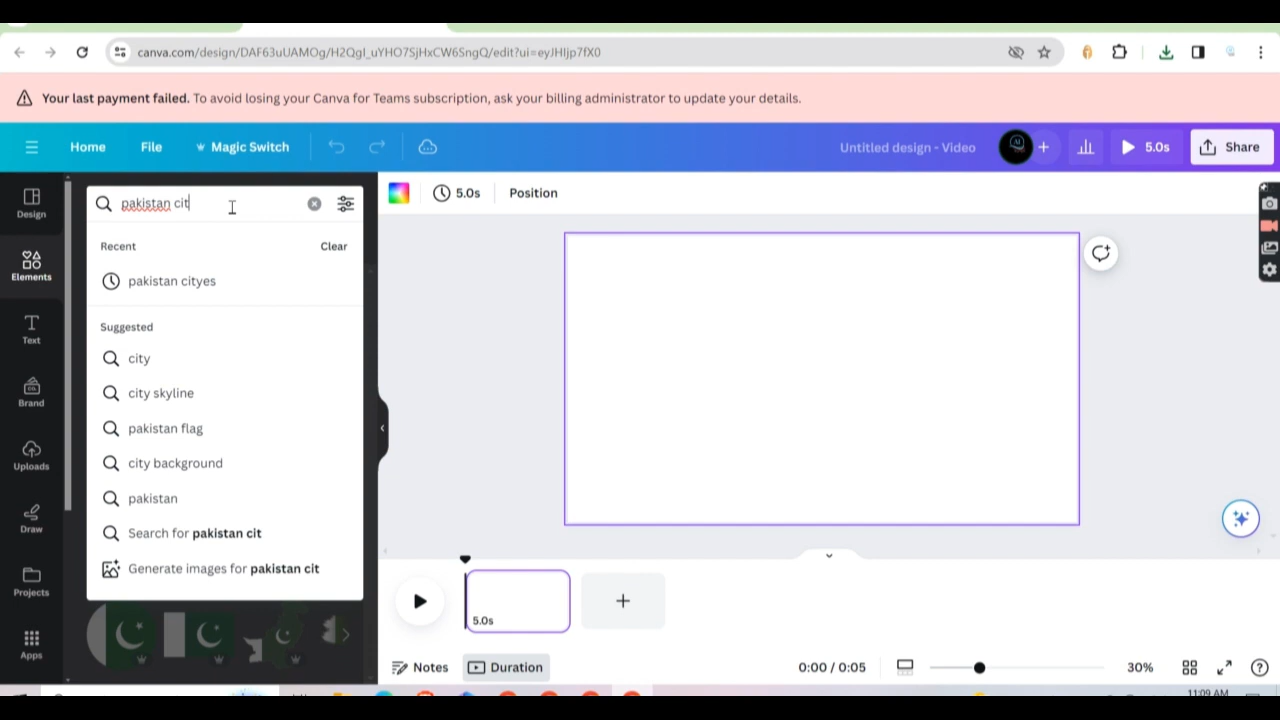 canva.com/design/DAF63uUAMOg/H2QgI_uYHO7SjHxCW6SngQ/edit?ui=eyJHIjp7fX0
Your last payment failed. To avoid losing your Canva for Teams subscription, ask your billing administrator to update your details.
Home File Magic Switch Untitled design - Video 5.0s Share
Design
Elements
Text
Brand
Uploads
Draw
Projects
Apps
pakistan cit
Recent Clear
pakistan cityes
Suggested
city
city skyline
pakistan flag
city background
pakistan
Search for pakistan cit
Generate images for pakistan cit
5.0s Position
5.0s
Notes Duration 0:00 / 0:05 30%
11:09 AM